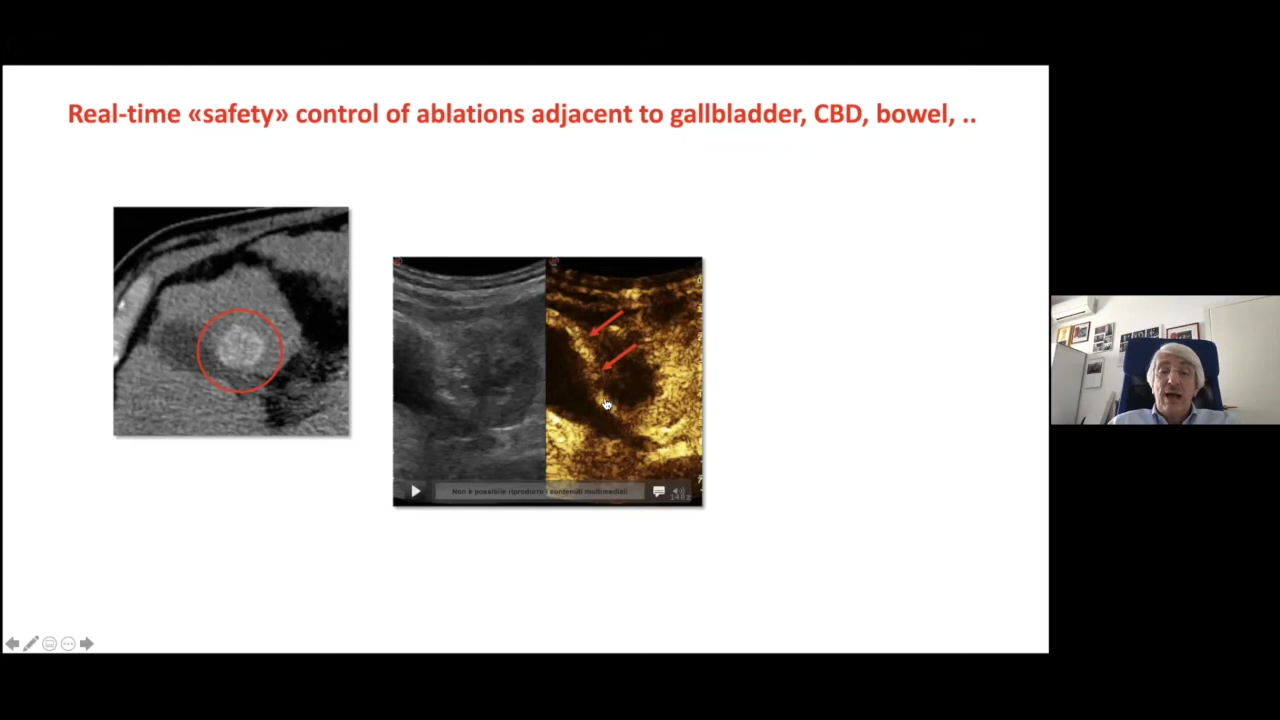 Real-time «safety» control of ablations adjacent to gallbladder, CBD, bowel, ..
Non è possibile riprodurre i contenuti multimediali